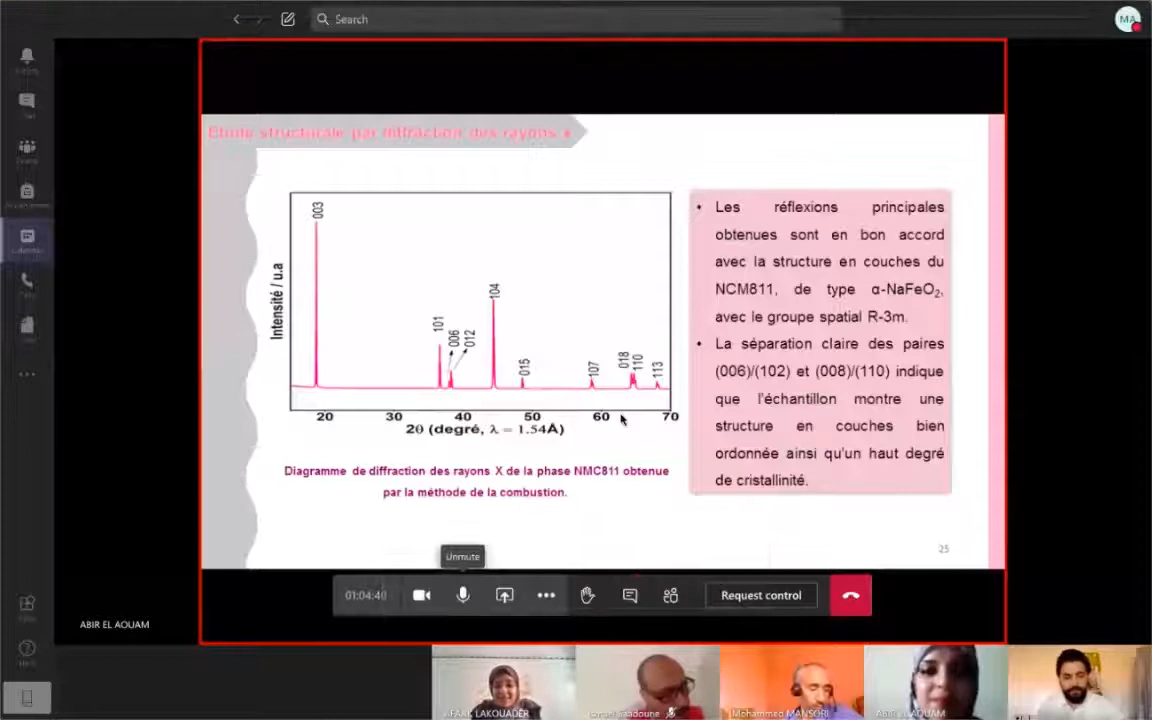 Search
MA
Etude structurale par diffraction des rayons x
003
101
006
012
104
015
107
018
110
113
Intensité / u.a
20 30 40 50 60 70
2θ (degré, λ = 1.54Å)
Diagramme de diffraction des rayons X de la phase NMC811 obtenue
par la méthode de la combustion.
• Les réflexions principales
obtenues sont en bon accord
avec la structure en couches du
NCM811, de type α-NaFeO₂,
avec le groupe spatial R-3m.
• La séparation claire des paires
(006)/(102) et (008)/(110) indique
que l'échantillon montre une
structure en couches bien
ordonnée ainsi qu'un haut degré
de cristallinité.
25
Unmute
01:04:40
Request control
ABIR EL AOUAM
LAKOUADER
Mohammed MANSORI
ABIR EL AOUAM